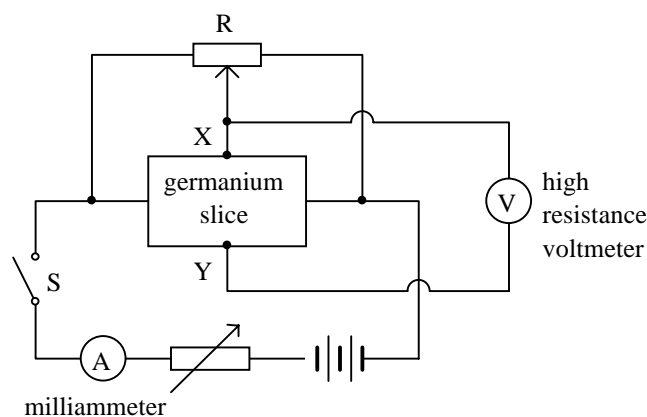 R
X
germanium
slice
Y
S
A
milliammeter
V
high
resistance
voltmeter